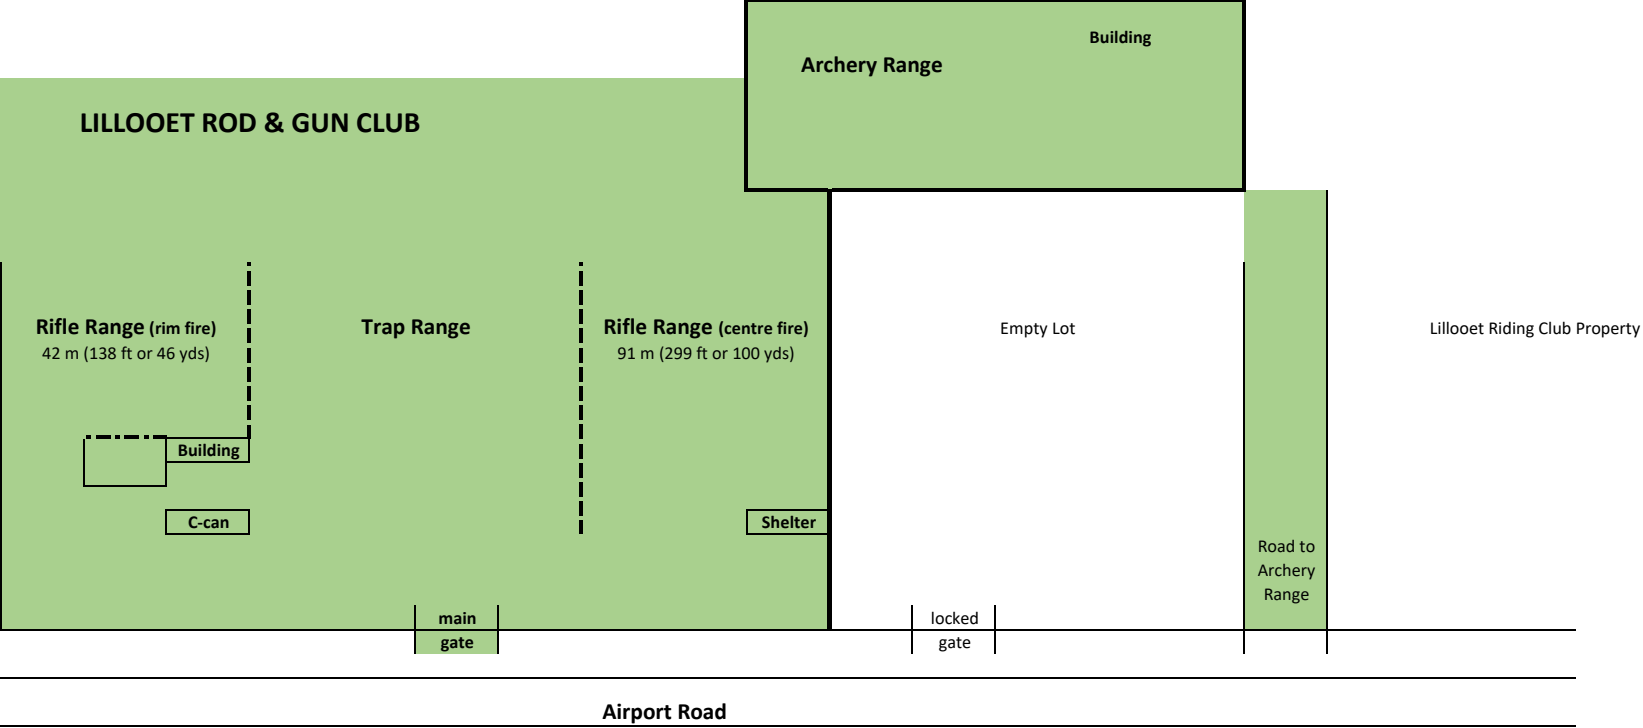 Building
Archery Range
LILLOOET ROD & GUN CLUB
Rifle Range (rim fire)
42 m (138 ft or 46 yds)
Trap Range
Rifle Range (centre fire)
91 m (299 ft or 100 yds)
Empty Lot
Lillooet Riding Club Property
Building
C-can
Shelter
Road to
Archery
Range
main
gate
locked
gate
Airport Road